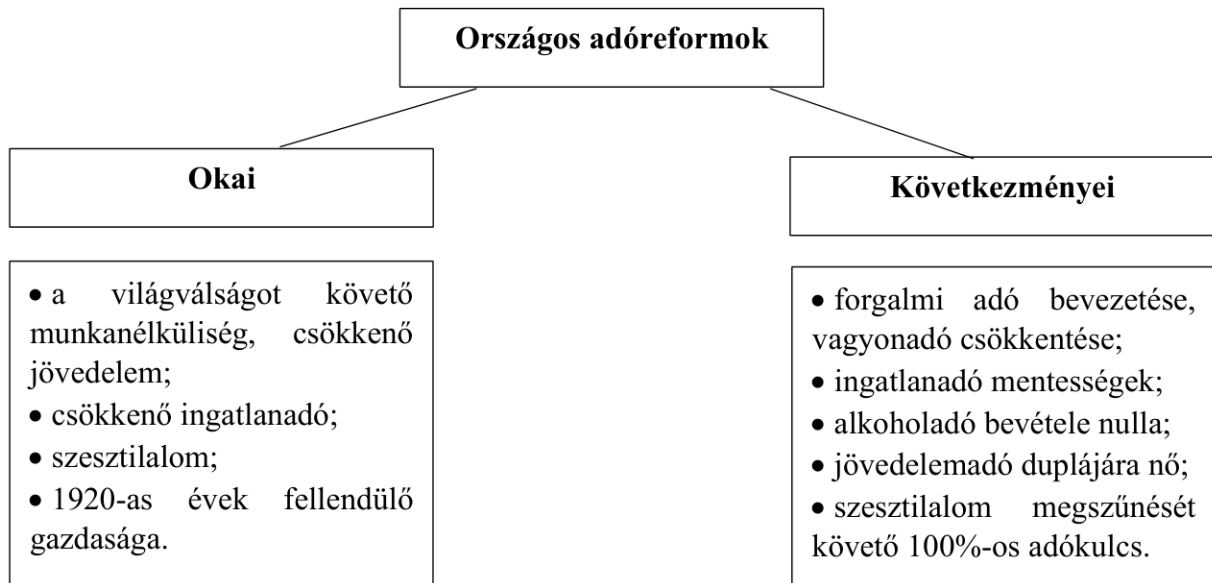 Országos adóreformok
Okai
• a világválságot követő
munkanélküliség, csökkenő
jövedelem;
• csökkenő ingatlanadó;
• szesztilalom;
• 1920-as évek fellendülő
gazdasága.
Következményei
• forgalmi adó bevezetése,
vagyonadó csökkentése;
• ingatlanadó mentességek;
• alkoholadó bevétele nulla;
• jövedelemadó duplájára nő;
• szesztilalom megszűnését
követő 100%-os adókulcs.